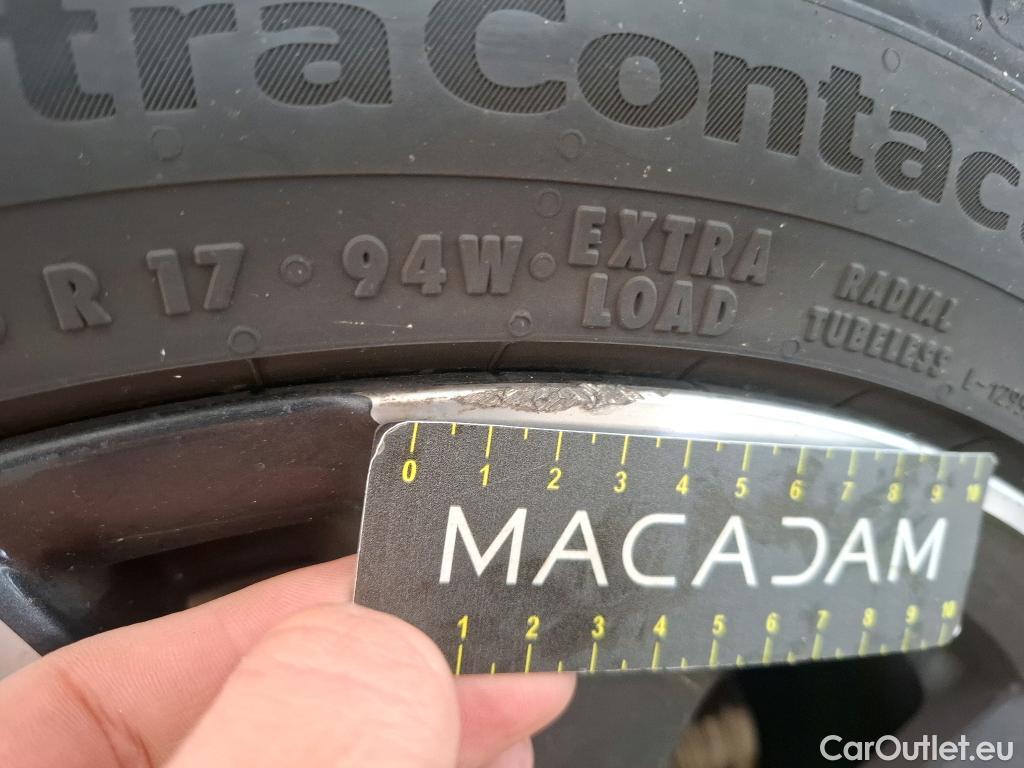 traContac
R 17 94W EXTRA LOAD
RADIAL
TUBELESS
0 1 2 3 4 5 6 7 8 9 10
MACADAM
1 2 3 4 5 6 7 8 9 10
CarOutlet.eu